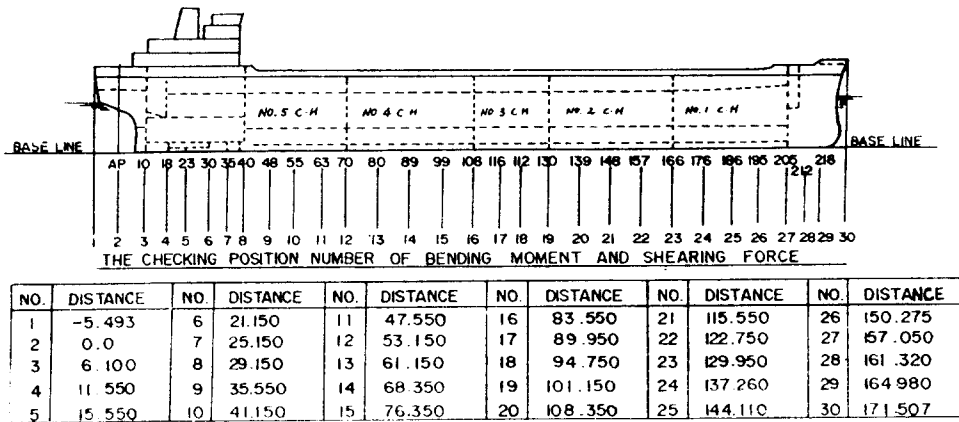 NO. 5 C·H NO 4 C·H NO 3 C·H NO. 2 C·H NO. 1 C·H
BASE LINE BASE LINE
AP 10 18 23 30 35 40 48 55 63 70 80 89 99 108 116 112 130 139 148 157 166 176 186 195 205 212 218
1 2 3 4 5 6 7 8 9 10 11 12 13 14 15 16 17 18 19 20 21 22 23 24 25 26 27 28 29 30
THE CHECKING POSITION NUMBER OF BENDING MOMENT AND SHEARING FORCE
NO. DISTANCE NO. DISTANCE NO. DISTANCE NO. DISTANCE NO. DISTANCE NO. DISTANCE
1 -5.493 6 21.150 11 47.550 16 83.550 21 115.550 26 150.275
2 0.0 7 25.150 12 53.150 17 89.950 22 122.750 27 157.050
3 6.100 8 29.150 13 61.150 18 94.750 23 129.950 28 161.320
4 11.550 9 35.550 14 68.350 19 101.150 24 137.260 29 164.980
5 15.550 10 41.150 15 76.350 20 108.350 25 144.110 30 171.507